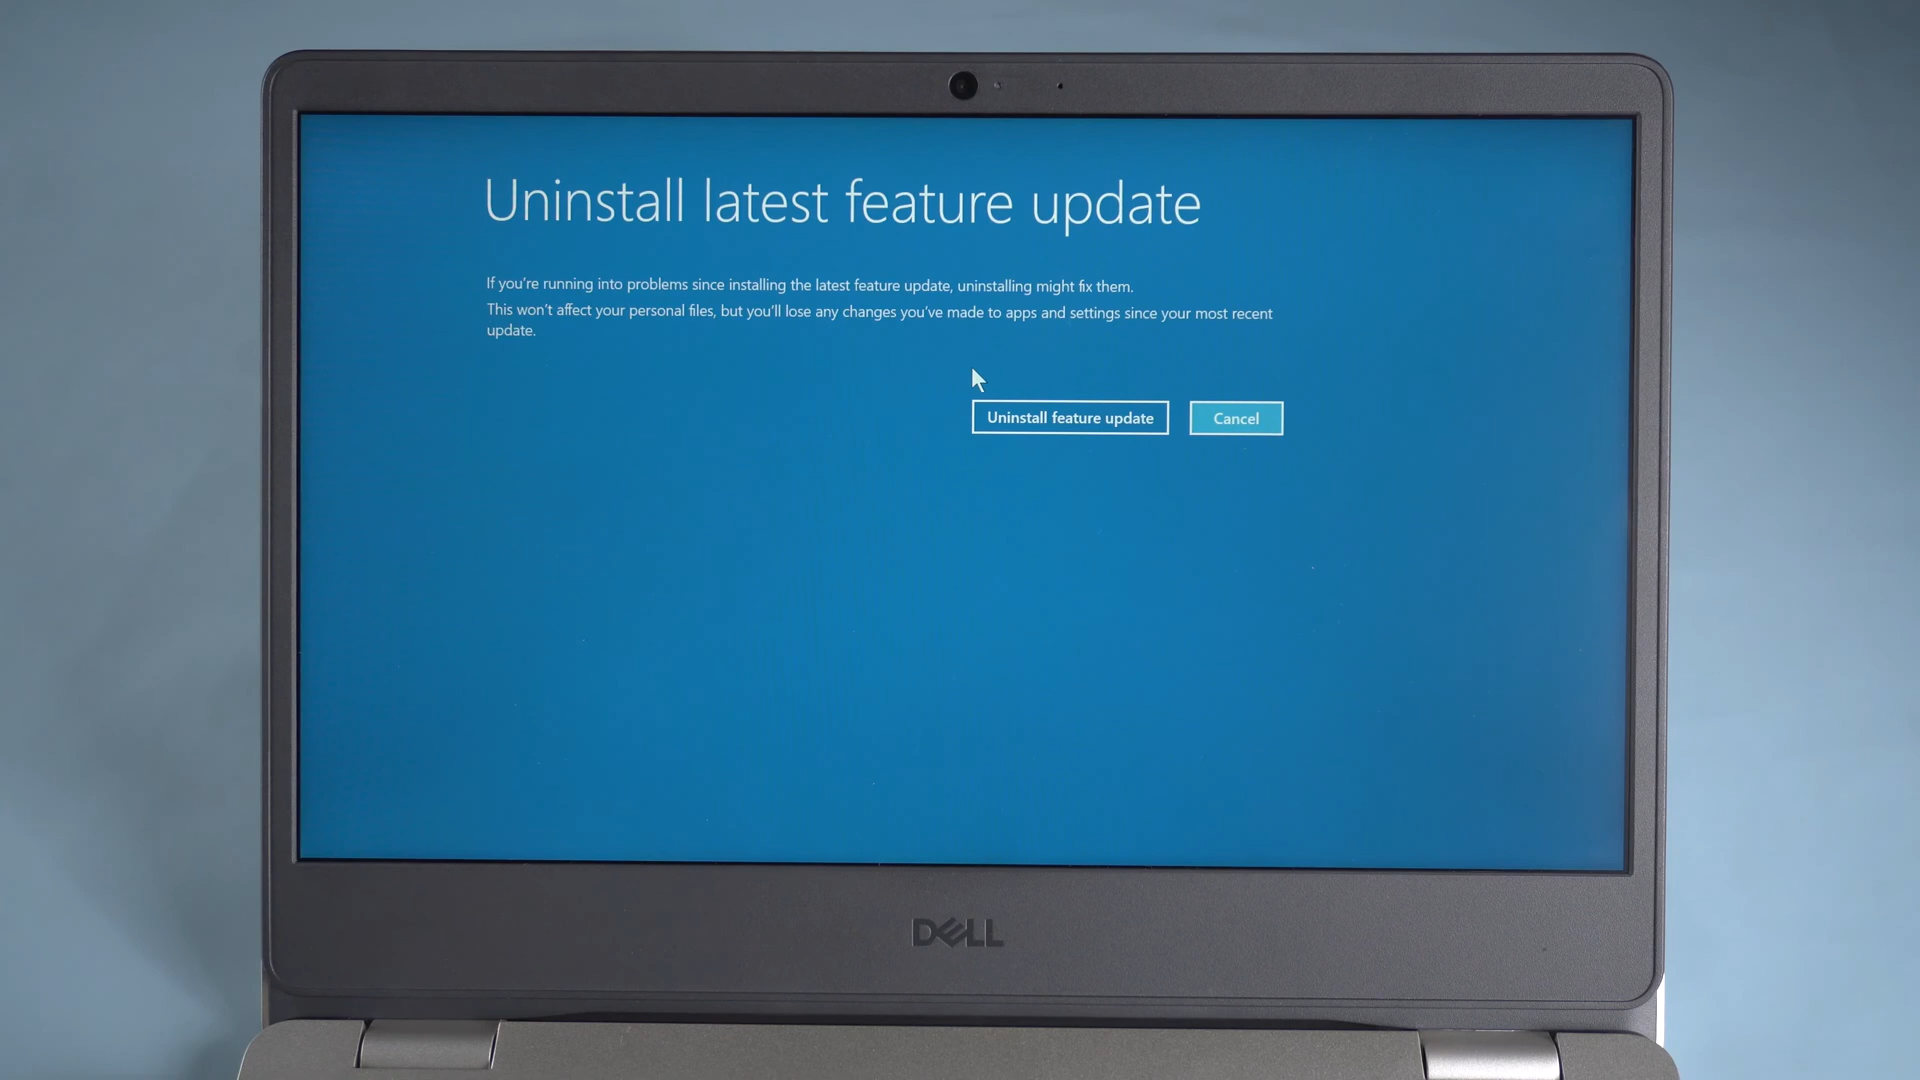 Uninstall latest feature update
If you're running into problems since installing the latest feature update, uninstalling might fix them.
This won't affect your personal files, but you'll lose any changes you've made to apps and settings since your most recent
update.
Uninstall feature update
Cancel
DELL